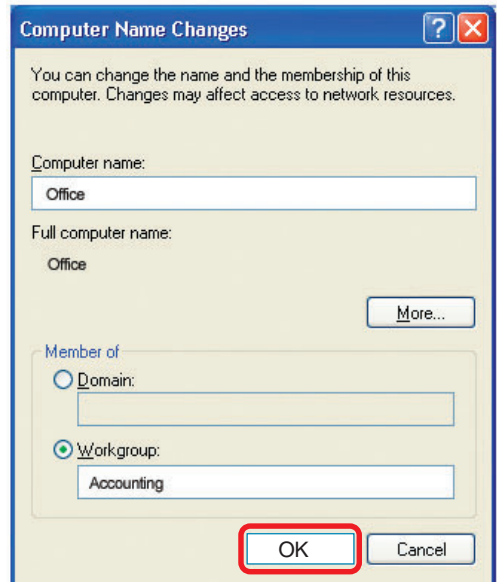 Computer Name Changes
You can change the name and the membership of this
computer. Changes may affect access to network resources.
Computer name:
Office
Full computer name:
Office
More...
Member of
Domain:
Workgroup:
Accounting
OK Cancel